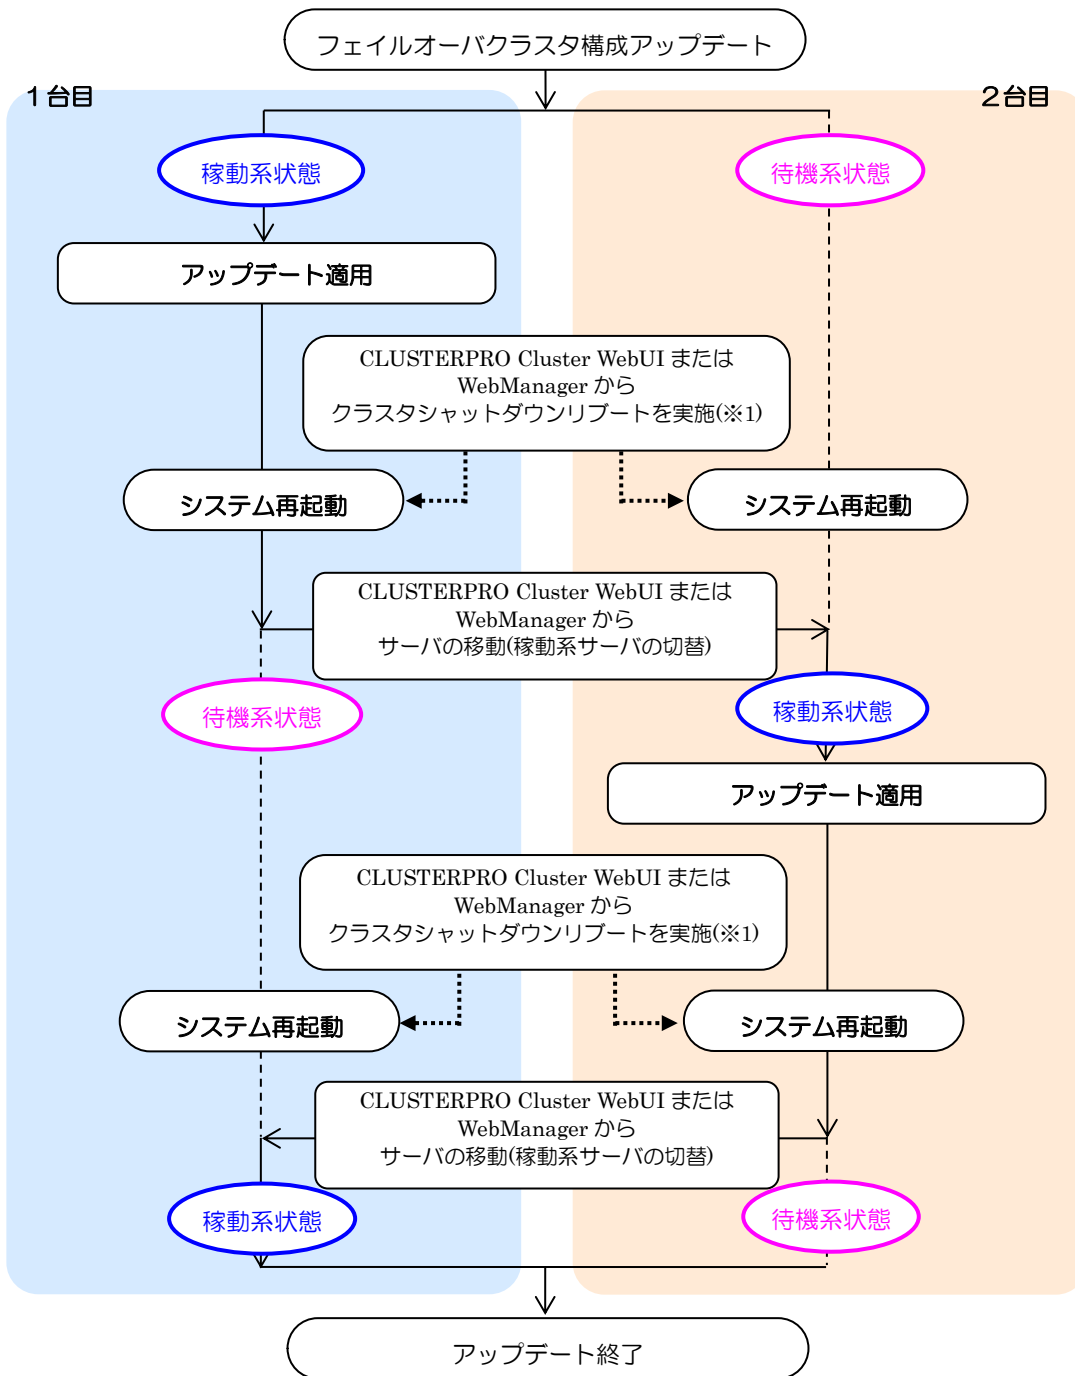 フェイルオーバクラスタ構成アップデート
1台目
2台目
稼動系状態
待機系状態
アップデート適用
CLUSTERPRO Cluster WebUI または
WebManager から
クラスタシャットダウンリブートを実施(※1)
システム再起動
システム再起動
CLUSTERPRO Cluster WebUI または
WebManager から
サーバの移動(稼動系サーバの切替)
待機系状態
稼動系状態
アップデート適用
CLUSTERPRO Cluster WebUI または
WebManager から
クラスタシャットダウンリブートを実施(※1)
システム再起動
システム再起動
CLUSTERPRO Cluster WebUI または
WebManager から
サーバの移動(稼動系サーバの切替)
稼動系状態
待機系状態
アップデート終了